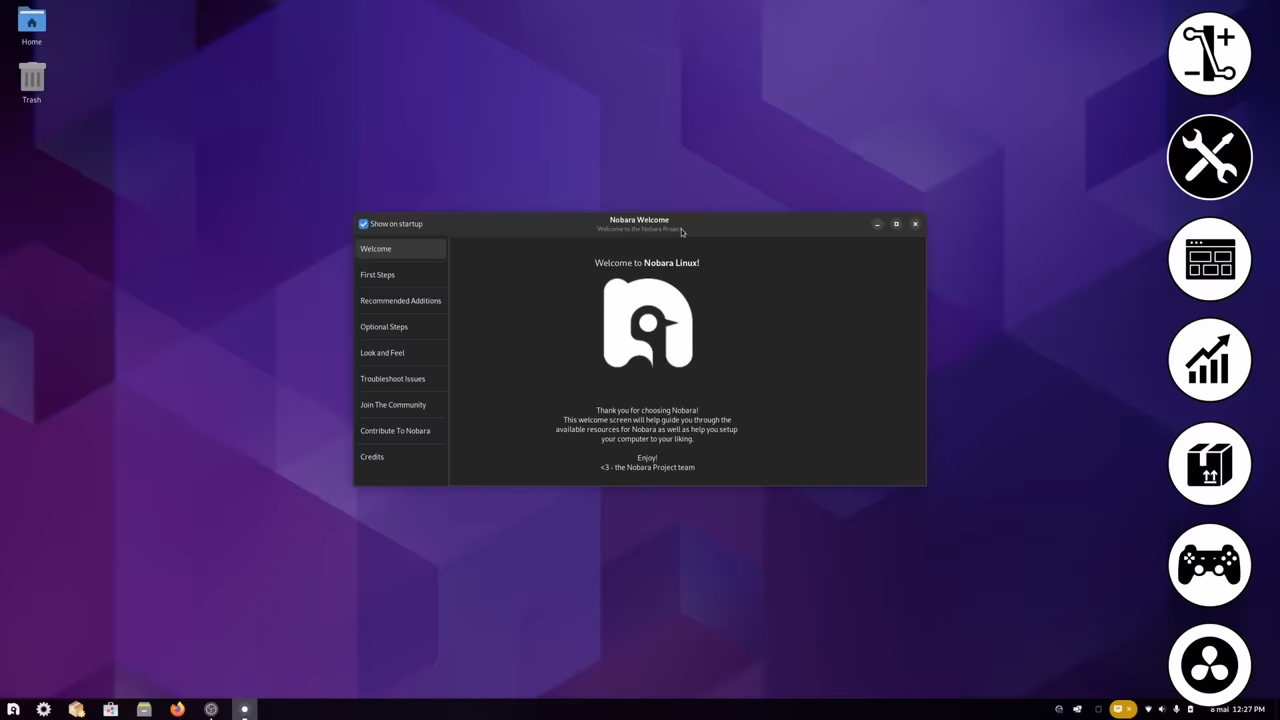 Home
Trash
Show on startup
Nobara Welcome
Welcome to the Nobara Project
Welcome
First Steps
Recommended Additions
Optional Steps
Look and Feel
Troubleshoot Issues
Join The Community
Contribute To Nobara
Credits
Welcome to Nobara Linux!
Thank you for choosing Nobara!
This welcome screen will help guide you through the
available resources for Nobara as well as help you setup
your computer to your liking.
Enjoy!
<3 - the Nobara Project team
8 mai 12:27 PM